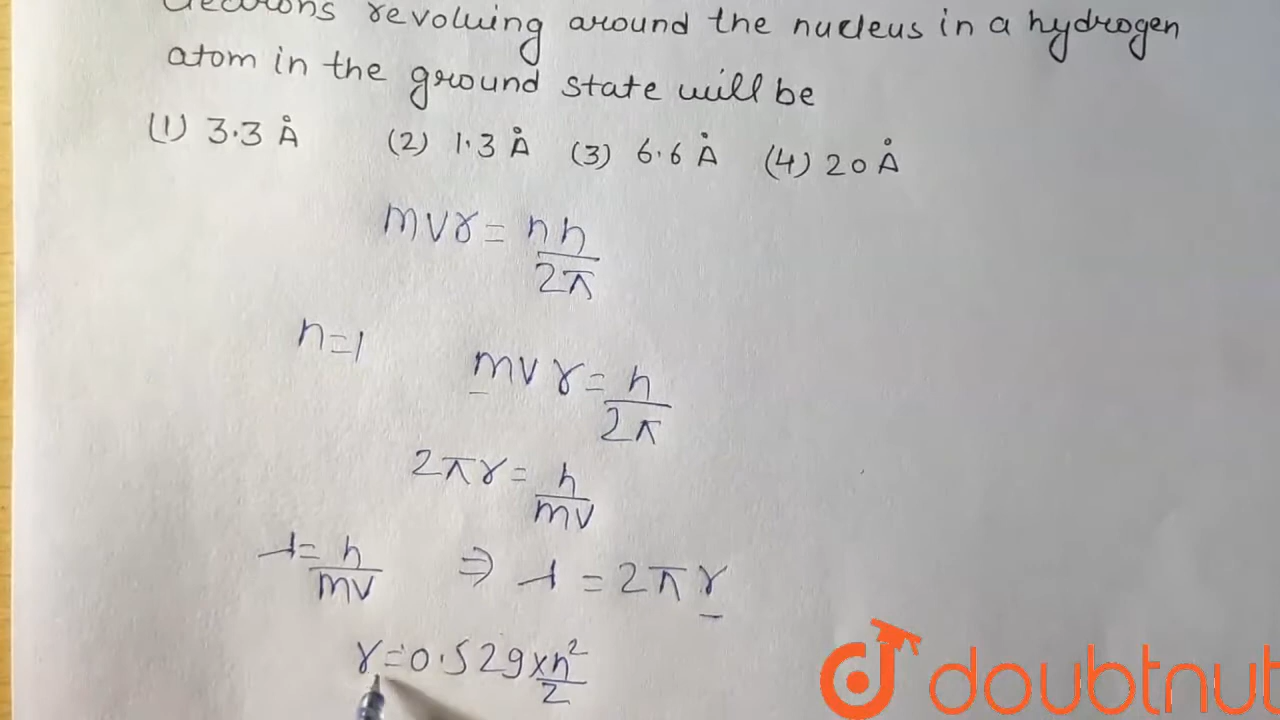 Electrons revolving around the nucleus in a hydrogen
atom in the ground state will be
(1) 3.3 Å (2) 1.3 Å (3) 6.6 Å (4) 20 Å
mvr = nh/2π
n=1
mvr = h/2π
2πr = h/mv
λ = h/mv ⇒ λ = 2πr
r = 0.529 × n²/z
doubtnut